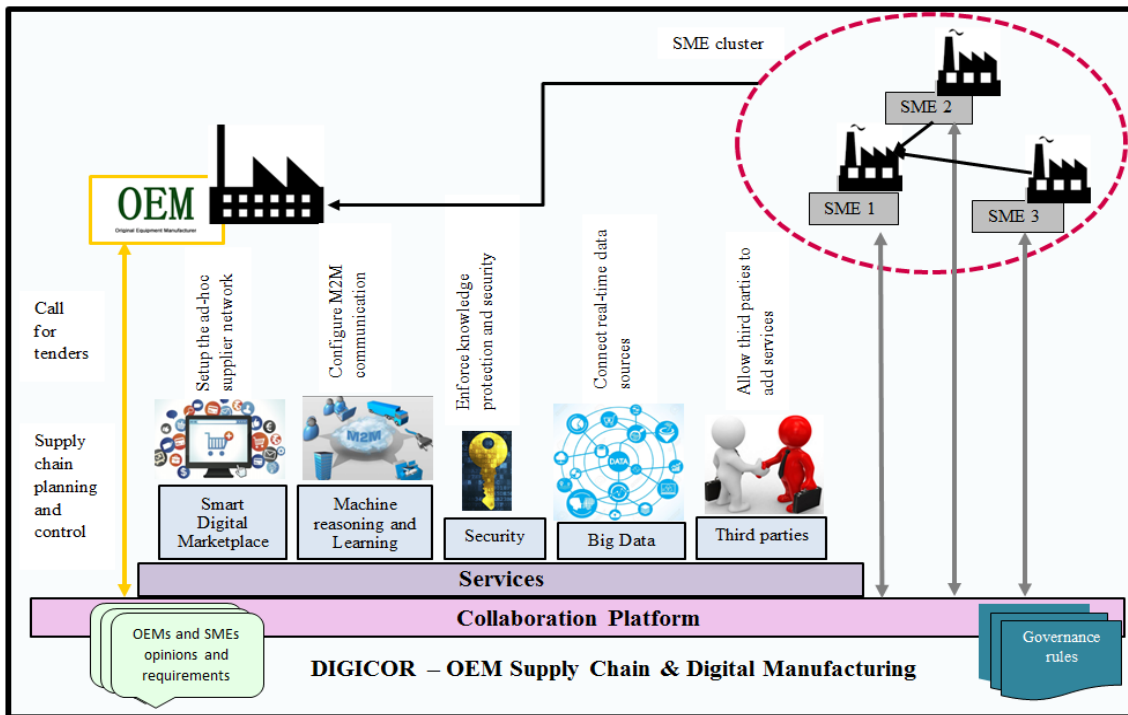 SME cluster
SME 2
SME 1
SME 3
OEM
Original Equipment Manufacturer
Call
for
tenders
Supply
chain
planning
and
control
Setup the ad-hoc
supplier network
Configure M2M
communication
Enforce knowledge
protection and security
Connect real-time data
sources
Allow third parties to
add services
M2M
DATA
Smart
Digital
Marketplace
Machine
reasoning and
Learning
Security
Big Data
Third parties
Services
Collaboration Platform
OEMs and SMEs
opinions and
requirements
Governance
rules
DIGICOR – OEM Supply Chain & Digital Manufacturing